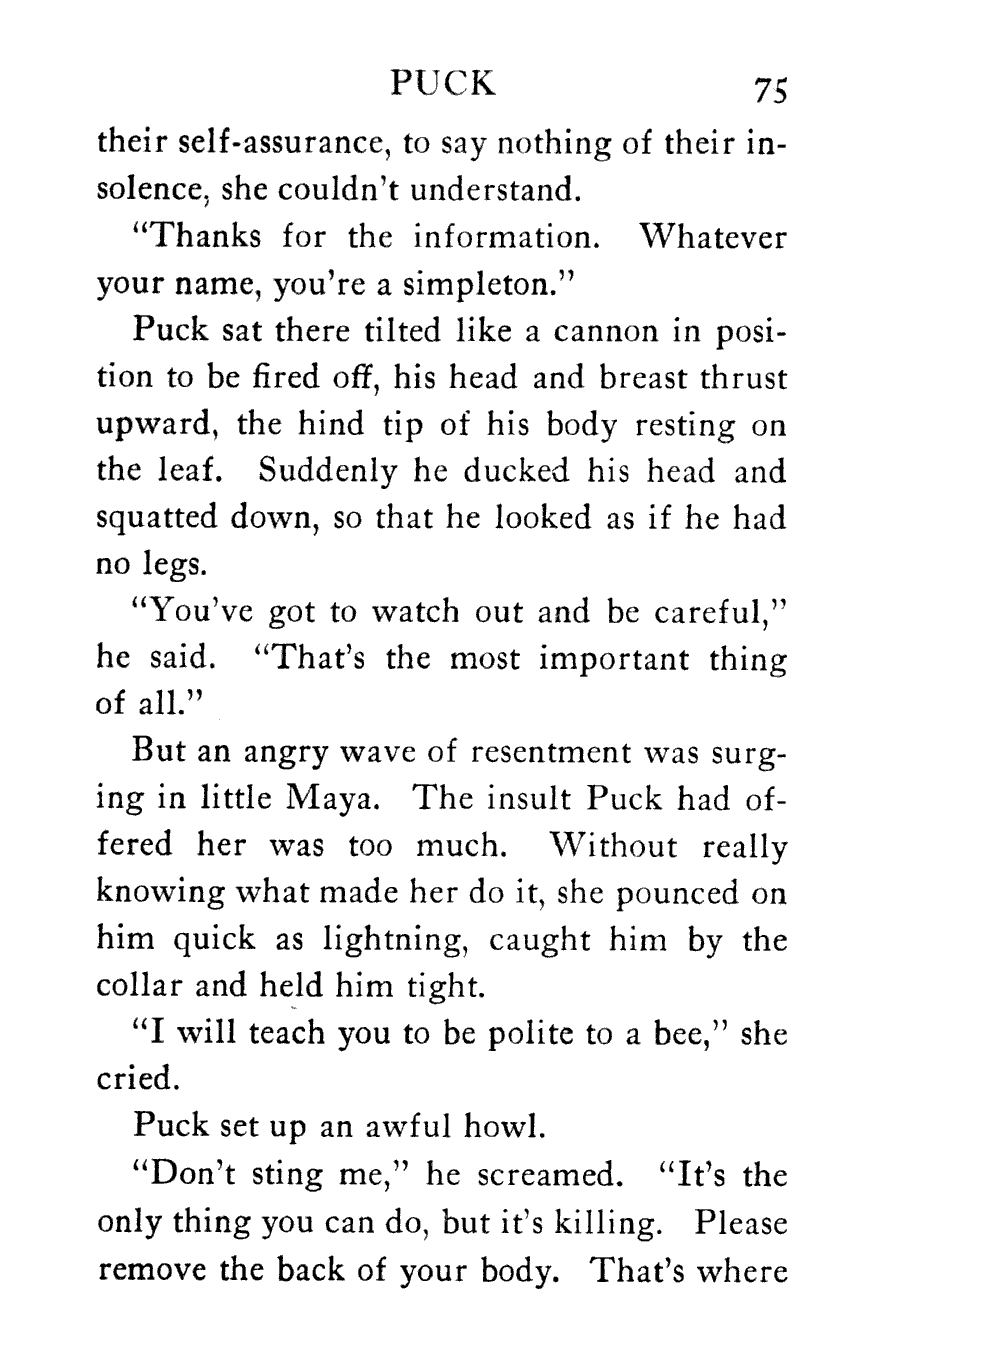 PUCK 75
their self-assurance, to say nothing of their in-
solence, she couldn't understand.
“Thanks for the information. Whatever
your name, you're a simpleton.”
Puck sat there tilted like a cannon in posi-
tion to be fired off, his head and breast thrust
upward, the hind tip of his body resting on
the leaf. Suddenly he ducked his head and
squatted down, so that he looked as if he had
no legs.
“You've got to watch out and be careful,”
he said. “That's the most important thing
of all.”
But an angry wave of resentment was surg-
ing in little Maya. The insult Puck had of-
fered her was too much. Without really
knowing what made her do it, she pounced on
him quick as lightning, caught him by the
collar and held him tight.
“I will teach you to be polite to a bee,” she
cried.
Puck set up an awful howl.
“Don't sting me,” he screamed. “It's the
only thing you can do, but it's killing. Please
remove the back of your body. That's where